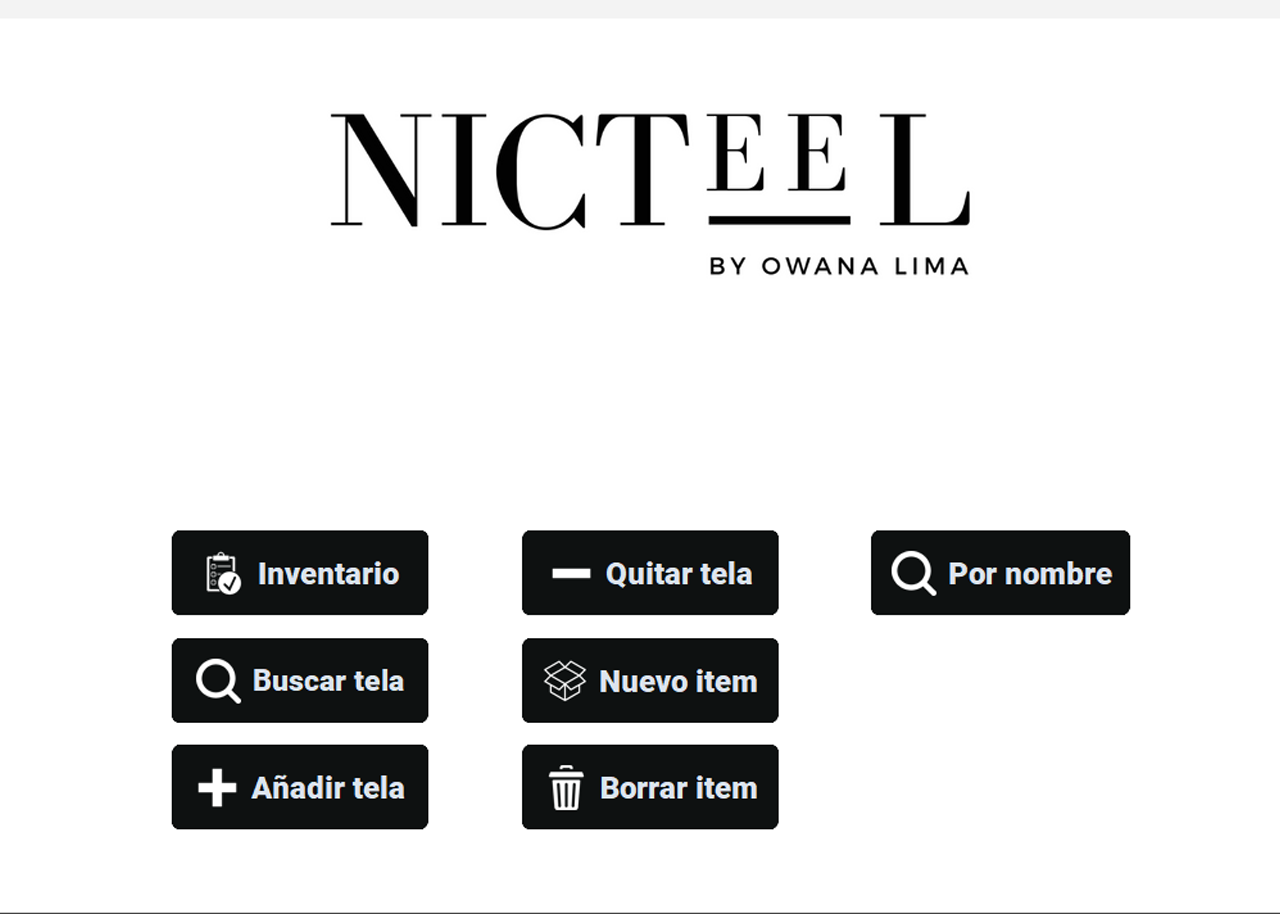 NICTEEL
BY OWANA LIMA
Inventario
Quitar tela
Por nombre
Buscar tela
Nuevo item
Añadir tela
Borrar item